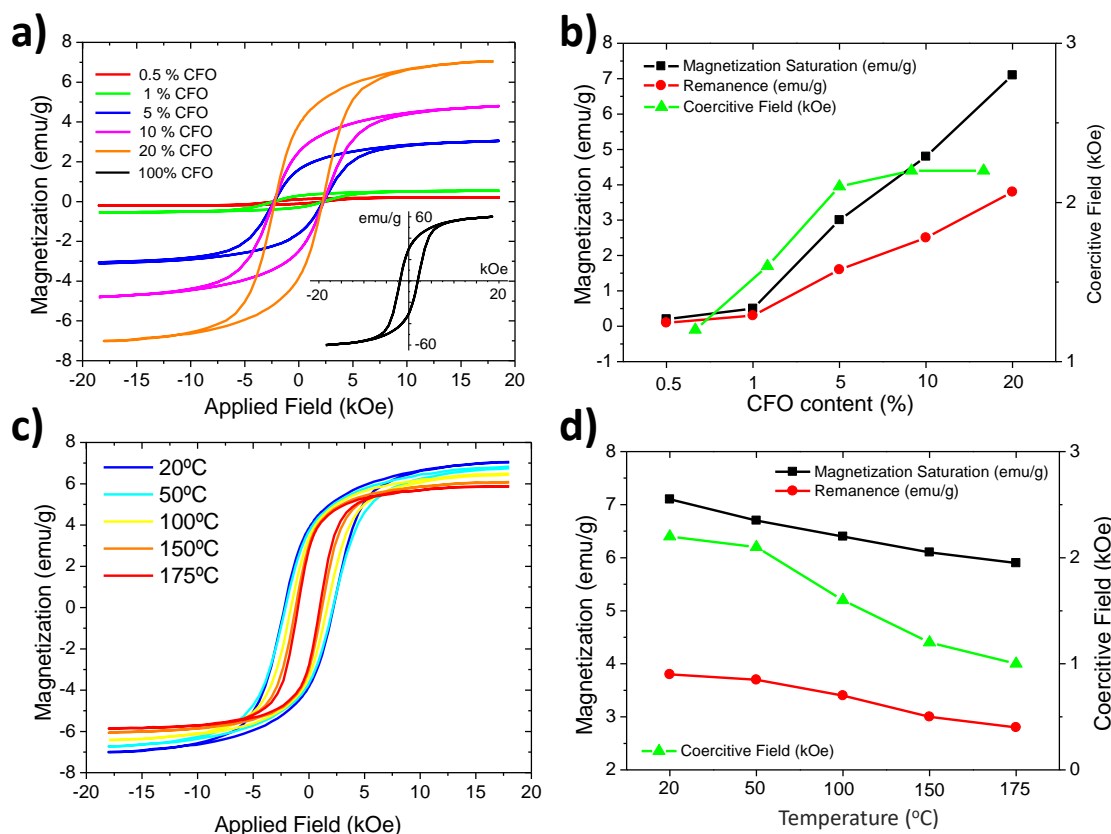 a)
8
6
4
2
0
-2
-4
-6
-8
Magnetization (emu/g)
0.5 % CFO
1 % CFO
5 % CFO
10 % CFO
20 % CFO
100% CFO
emu/g
60
kOe
-20
20
-60
-20 -15 -10 -5 0 5 10 15 20
Applied Field (kOe)
b)
8
7
6
5
4
3
2
1
0
-1
Magnetization (emu/g)
Magnetization Saturation (emu/g)
Remanence (emu/g)
Coercitive Field (kOe)
3
2
1
Coercitive Field (kOe)
0.5 1 5 10 20
CFO content (%)
c)
8
6
4
2
0
-2
-4
-6
-8
Magnetization (emu/g)
20ºC
50ºC
100ºC
150ºC
175ºC
-20 -15 -10 -5 0 5 10 15 20
Applied Field (kOe)
d)
8
7
6
5
4
3
2
Magnetization (emu/g)
Magnetization Saturation (emu/g)
Remanence (emu/g)
Coercitive Field (kOe)
3
2
1
0
Coercitive Field (kOe)
20 50 100 150 175
Temperature (ºC)